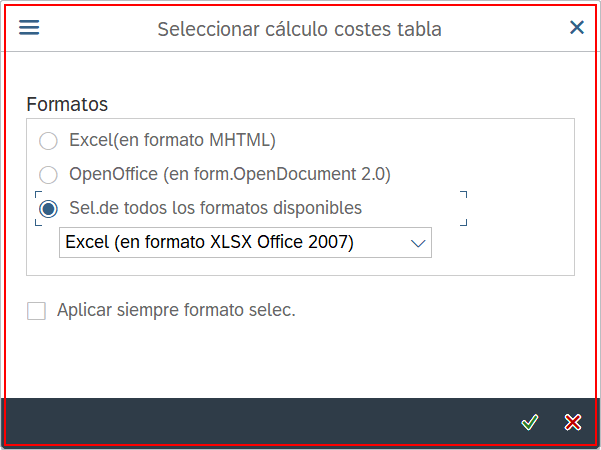 Seleccionar cálculo costes tabla
Formatos
Excel(en formato MHTML)
OpenOffice (en form.OpenDocument 2.0)
Sel.de todos los formatos disponibles
Excel (en formato XLSX Office 2007)
Aplicar siempre formato selec.